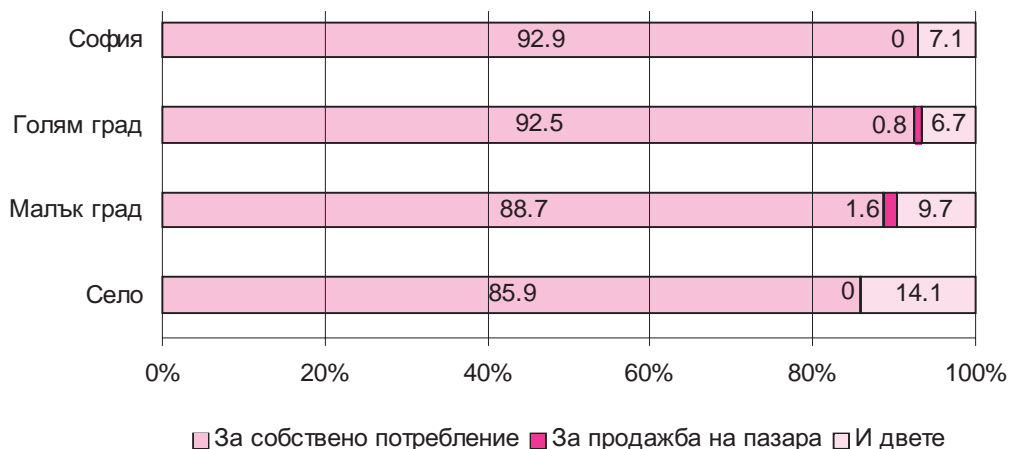 София 92.9 0 7.1
Голям град 92.5 0.8 6.7
Малък град 88.7 1.6 9.7
Село 85.9 0 14.1
0% 20% 40% 60% 80% 100%
За собствено потребление За продажба на пазара И двете